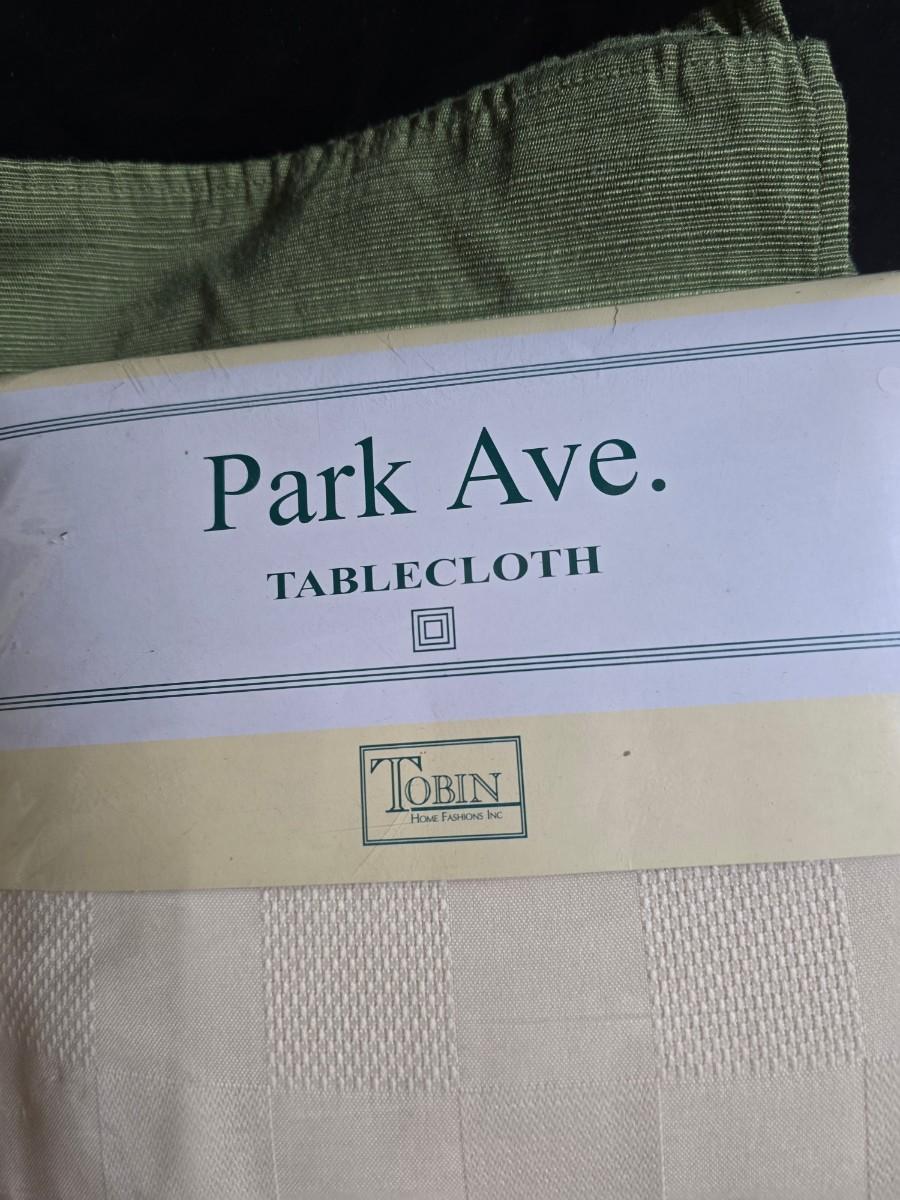 Park Ave.
TABLECLOTH
TOBIN
HOME FASHIONS INC